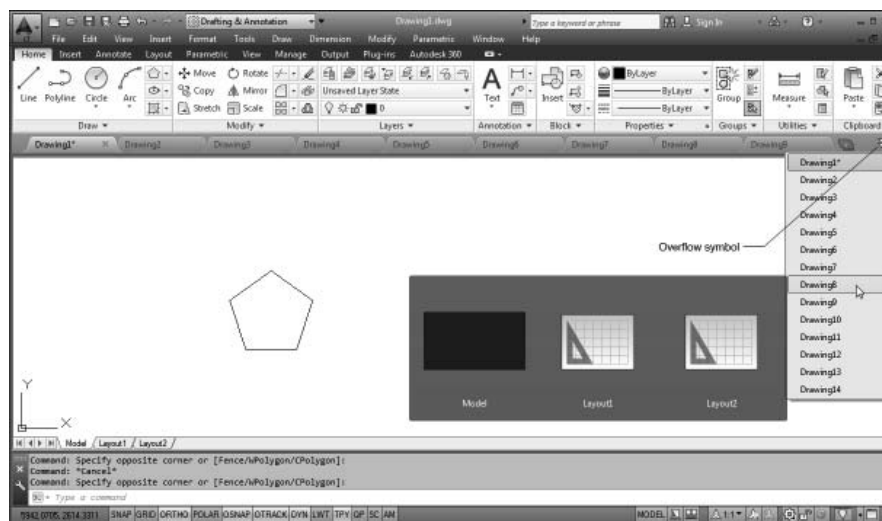 Drafting & Annotation
Drawing1.dwg
Type a keyword or phrase
Sign In
File Edit View Insert Format Tools Draw Dimension Modify Parametric Window Help
Home Insert Annotate Layout Parametric View Manage Output Plug-ins Autodesk 360
Move Rotate ByLayer
Line Polyline Circle Arc Copy Mirror Unsaved Layer State Text Insert ByLayer Group Measure Paste
Stretch Scale 0 ByLayer
Draw Modify Layers Annotation Block Properties Groups Utilities Clipboard
Drawing1* Drawing2 Drawing3 Drawing4 Drawing5 Drawing6 Drawing7 Drawing8 Drawing9
Drawing1*
Drawing2
Drawing3
Drawing4
Drawing5
Overflow symbol
Drawing6
Drawing7
Drawing8
Drawing9
Drawing10
Drawing11
Drawing12
Drawing13
Drawing14
Model Layout1 Layout2
Y
X
Model Layout1 Layout2
Command: Specify opposite corner or [Fence/WPolygon/CPolygon]:
Command: *Cancel*
Command: Specify opposite corner or [Fence/WPolygon/CPolygon]:
Type a command
SNAP GRID ORTHO POLAR OSNAP OTRACK DYN LWT TPY QP SC AM MODEL 1:1